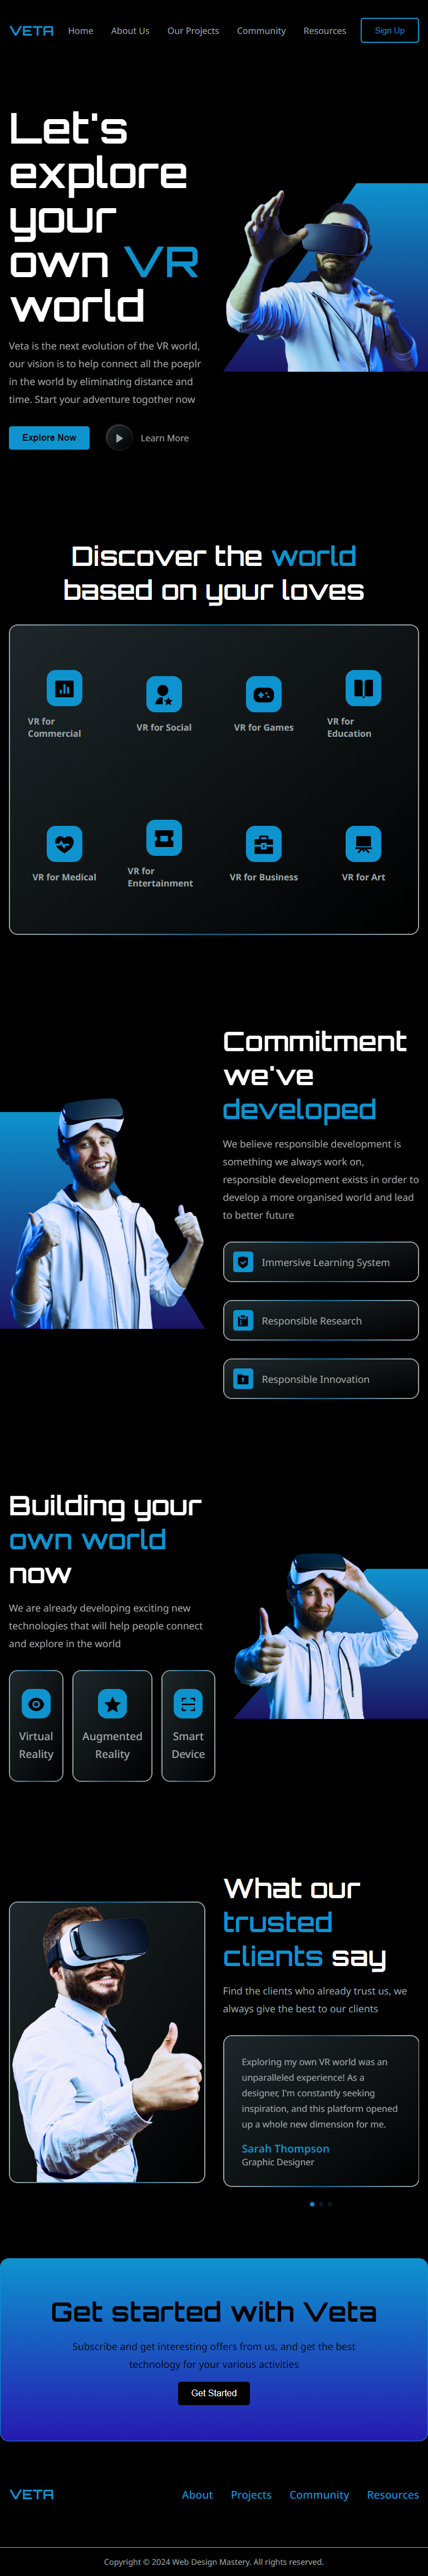 VETA Home About Us Our Projects Community Resources Sign Up
Let's
explore
your
own VR
world
Veta is the next evolution of the VR world,
our vision is to help connect all the poeplr
in the world by eliminating distance and
time. Start your adventure togother now
Explore Now
Learn More
Discover the world
based on your loves
VR for
Commercial
VR for Social
VR for Games
VR for
Education
VR for Medical
VR for
Entertainment
VR for Business
VR for Art
Commitment
we've
developed
We believe responsible development is
something we always work on,
responsible development exists in order to
develop a more organised world and lead
to better future
Immersive Learning System
Responsible Research
Responsible Innovation
Building your
own world
now
We are already developing exciting new
technologies that will help people connect
and explore in the world
Virtual
Reality
Augmented
Reality
Smart
Device
What our
trusted
clients say
Find the clients who already trust us, we
always give the best to our clients
Exploring my own VR world was an
unparalleled experience! As a
designer, I'm constantly seeking
inspiration, and this platform opened
up a whole new dimension for me.
Sarah Thompson
Graphic Designer
Get started with Veta
Subscribe and get interesting offers from us, and get the best
technology for your various activities
Get Started
VETA About Projects Community Resources
Copyright © 2024 Web Design Mastery. All rights reserved.